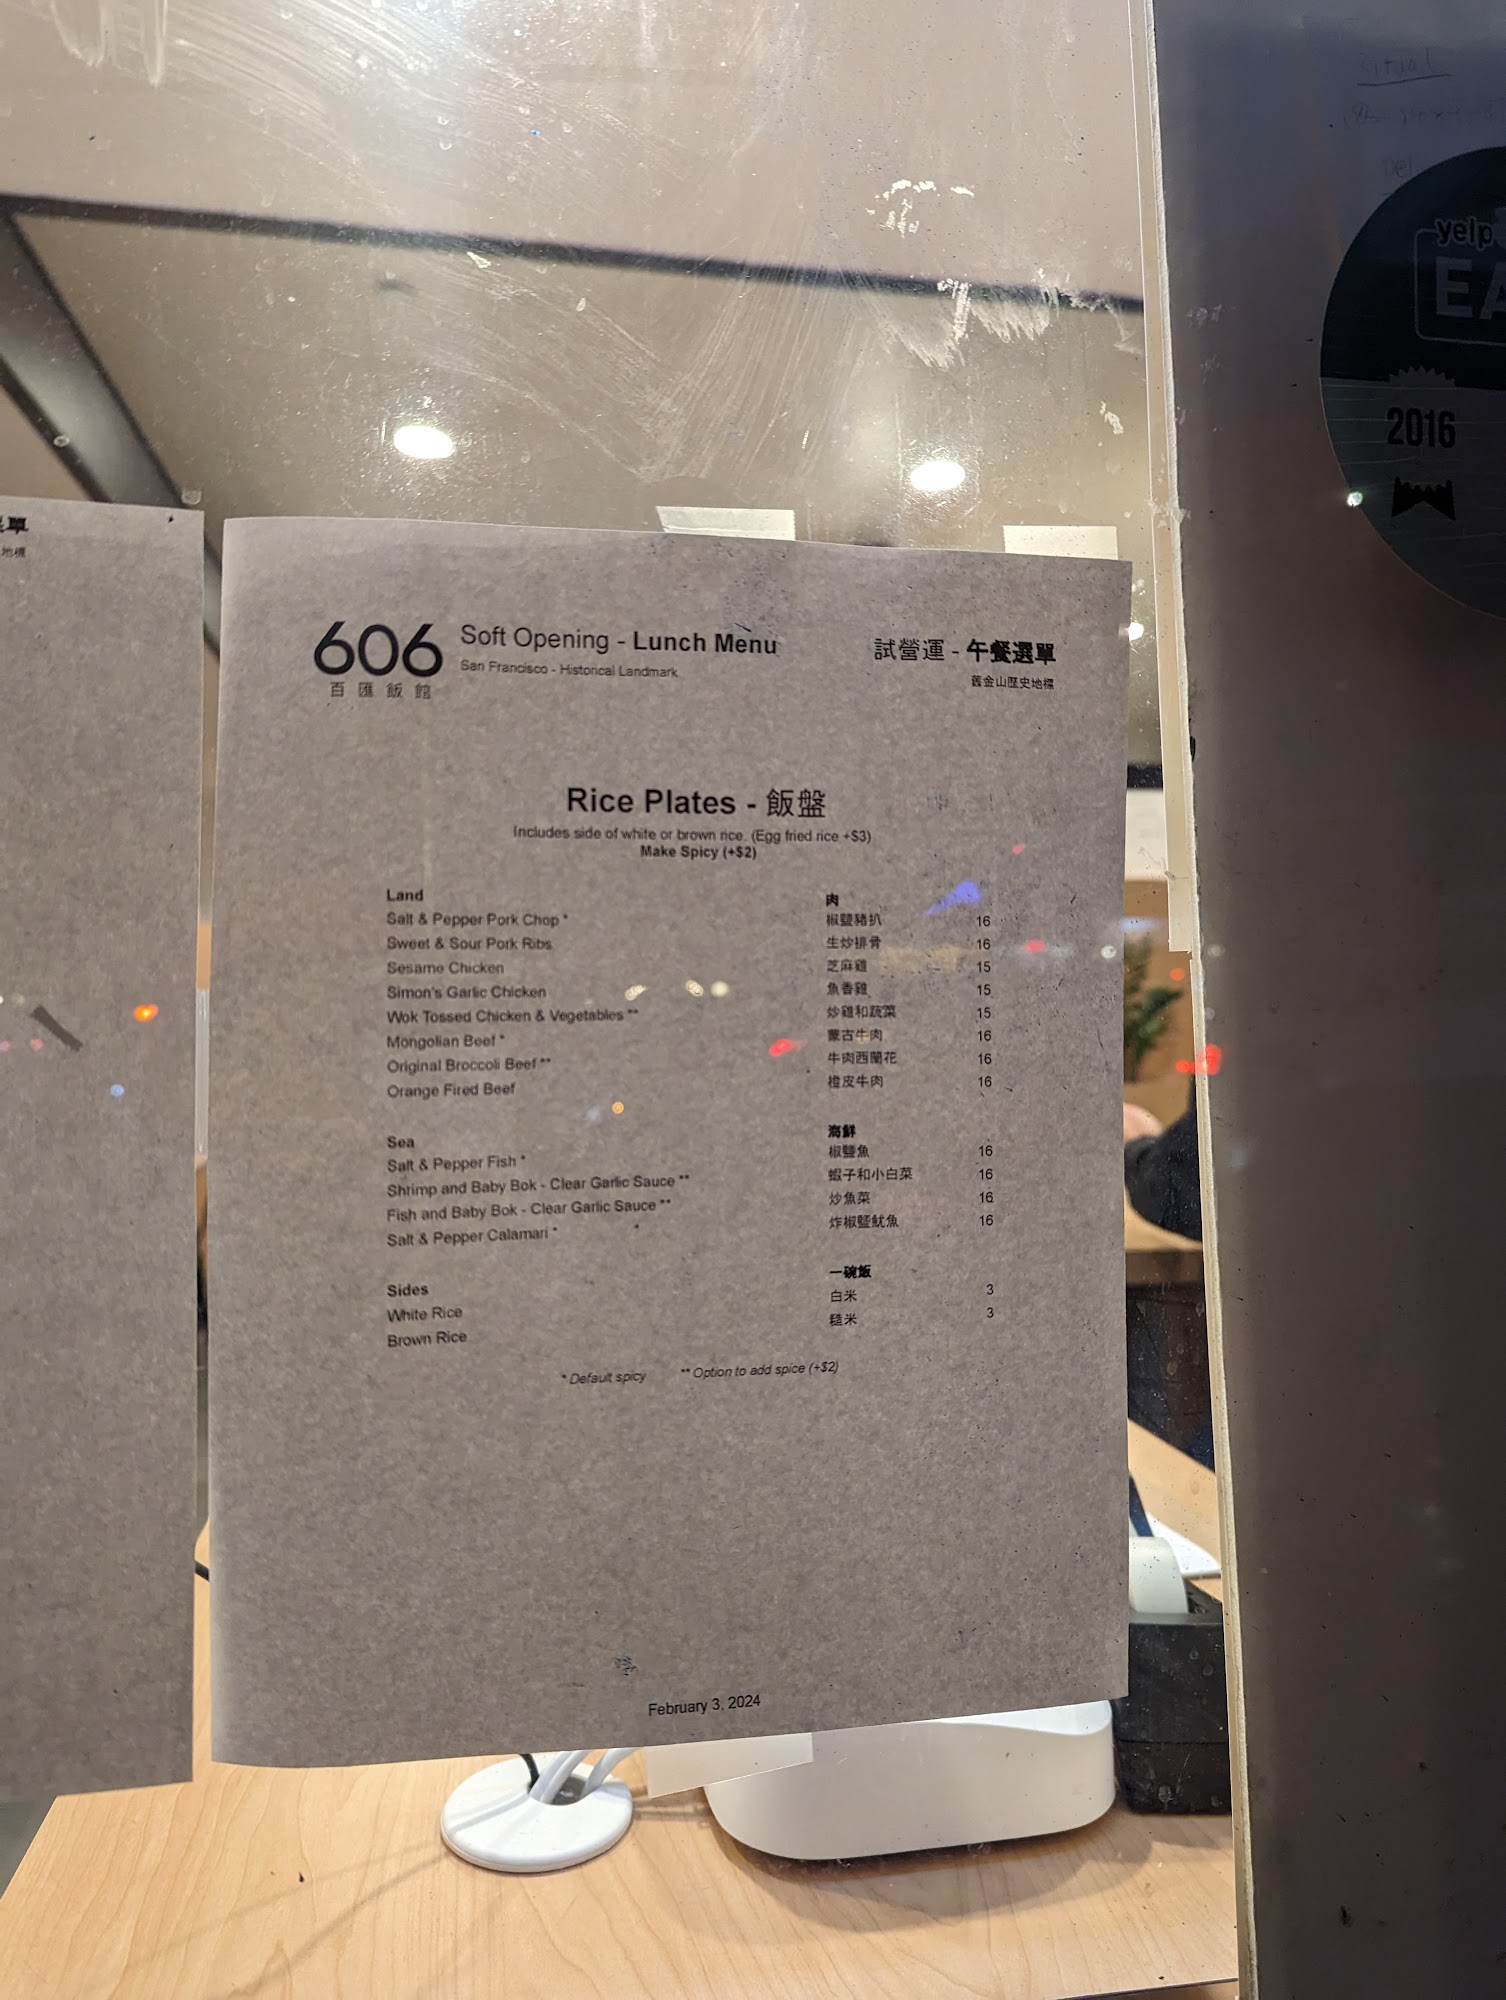 單
地標
606
百匯飯館
Soft Opening - Lunch Menu
San Francisco - Historical Landmark
試營運 - 午餐選單
舊金山歷史地標
Rice Plates - 飯盤
Includes side of white or brown rice. (Egg fried rice +$3)
Make Spicy (+$2)
Land 肉
Salt & Pepper Pork Chop * 椒鹽豬扒 16
Sweet & Sour Pork Ribs 生炒排骨 16
Sesame Chicken 芝麻雞 15
Simon's Garlic Chicken 魚香雞 15
Wok Tossed Chicken & Vegetables ** 炒雞和蔬菜 15
Mongolian Beef * 蒙古牛肉 16
Original Broccoli Beef ** 牛肉西蘭花 16
Orange Fired Beef 橙皮牛肉 16
Sea 海鮮
Salt & Pepper Fish * 椒鹽魚 16
Shrimp and Baby Bok - Clear Garlic Sauce ** 蝦子和小白菜 16
Fish and Baby Bok - Clear Garlic Sauce ** 炒魚菜 16
Salt & Pepper Calamari * 炸椒鹽魷魚 16
Sides 一碗飯
White Rice 白米 3
Brown Rice 糙米 3
* Default spicy ** Option to add spice (+$2)
February 3, 2024
yelp
EA
2016